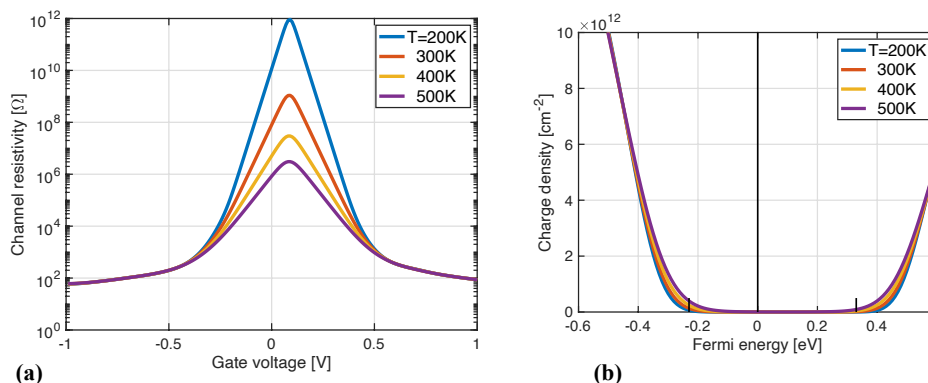 10^12
10^10
10^8
10^6
10^4
10^2
10^0
Channel resistivity [Ω]
T=200K
300K
400K
500K
-1
-0.5
0
0.5
1
Gate voltage [V]
(a)
×10^12
10
8
6
4
2
0
Charge density [cm^-2]
T=200K
300K
400K
500K
-0.6
-0.4
-0.2
0
0.2
0.4
Fermi energy [eV]
(b)